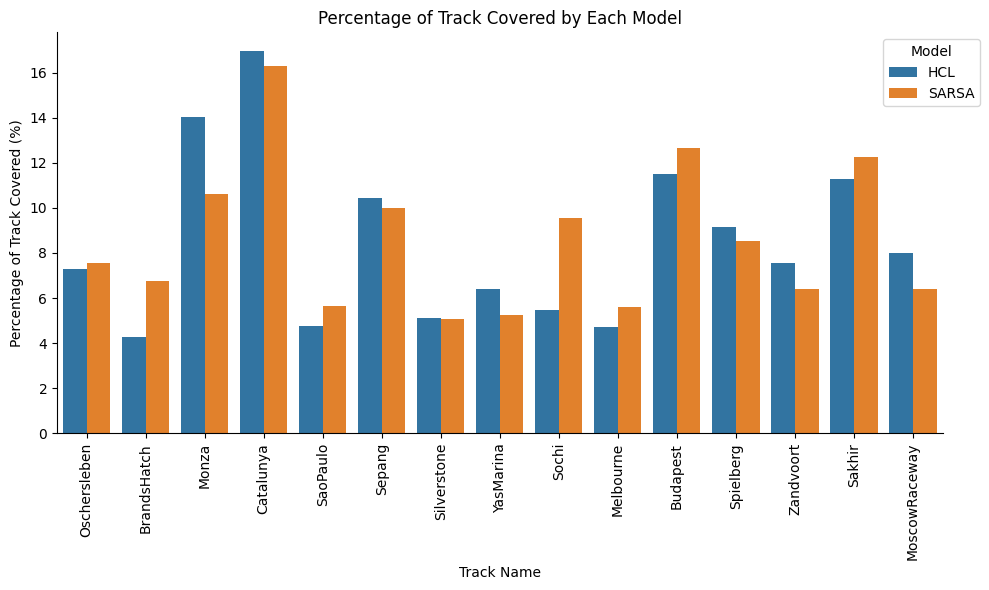 Percentage of Track Covered by Each Model
Model
HCL
SARSA
Percentage of Track Covered (%)
16
14
12
10
8
6
4
2
0
Oschersleben
BrandsHatch
Monza
Catalunya
SaoPaulo
Sepang
Silverstone
YasMarina
Sochi
Melbourne
Budapest
Spielberg
Zandvoort
Sakhir
MoscowRaceway
Track Name